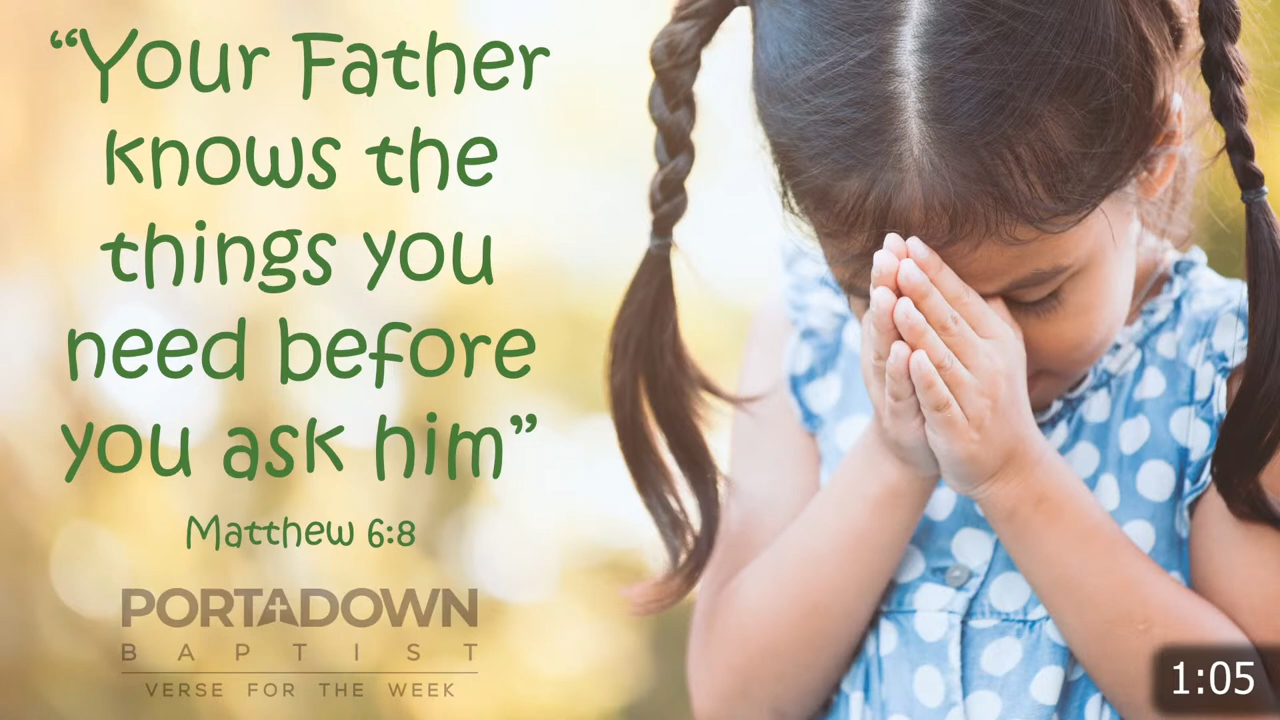 “Your Father
knows the
things you
need before
you ask him”
Matthew 6:8
PORTADOWN
BAPTIST
VERSE FOR THE WEEK
1:05